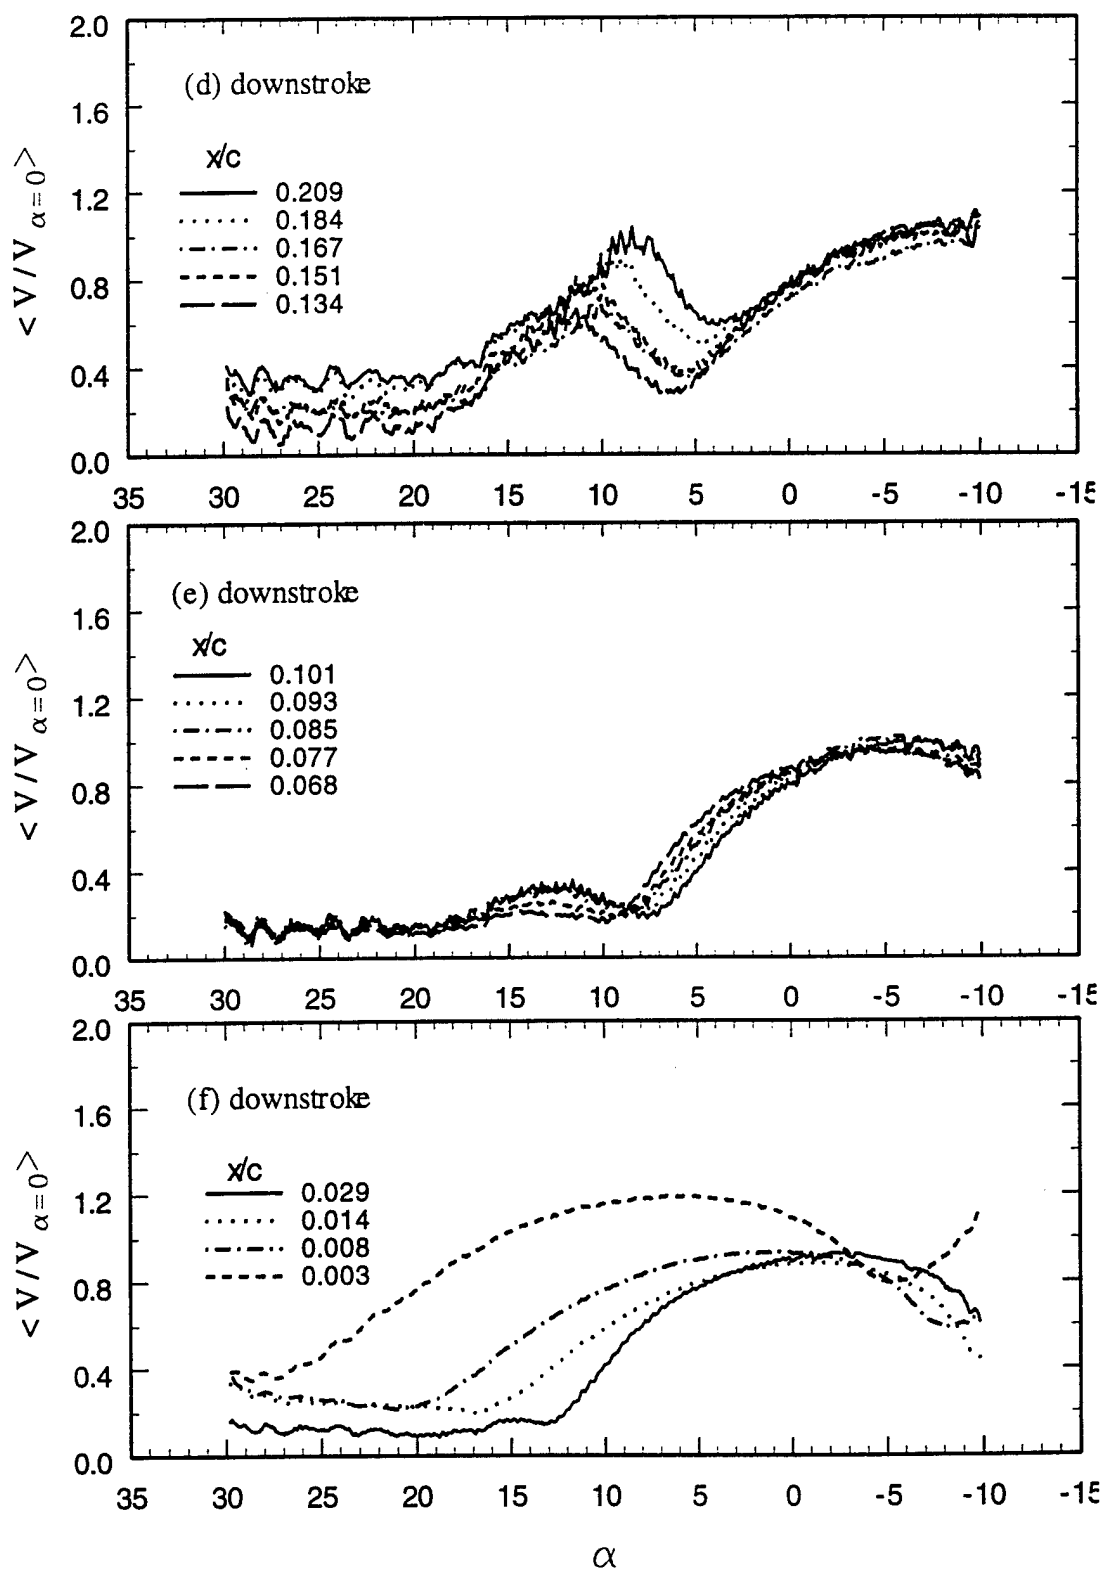 2.0
1.6
1.2
0.8
0.4
0.0
< V / V α=0 >
(d) downstroke
x/c
0.209
0.184
0.167
0.151
0.134
35 30 25 20 15 10 5 0 -5 -10 -15
2.0
1.6
1.2
0.8
0.4
0.0
< V / V α=0 >
(e) downstroke
x/c
0.101
0.093
0.085
0.077
0.068
35 30 25 20 15 10 5 0 -5 -10 -15
2.0
1.6
1.2
0.8
0.4
0.0
< V / V α=0 >
(f) downstroke
x/c
0.029
0.014
0.008
0.003
35 30 25 20 15 10 5 0 -5 -10 -15
α